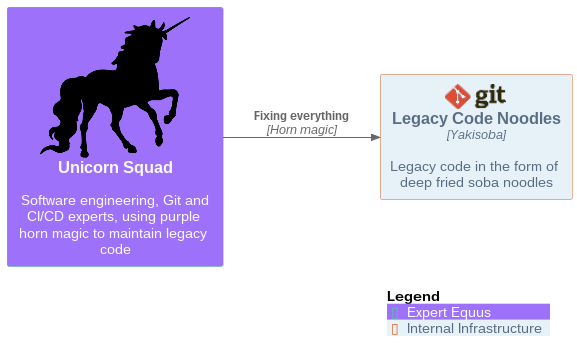 Unicorn Squad
Software engineering, Git and
CI/CD experts, using purple
horn magic to maintain legacy
code
Fixing everything
[Horn magic]
git
Legacy Code Noodles
[Yakisoba]
Legacy code in the form of
deep fried soba noodles
Legend
Expert Equus
Internal Infrastructure